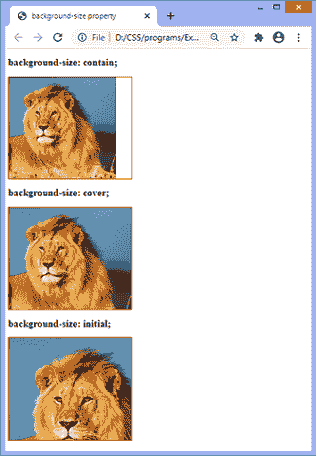 background-size property
File D:/CSS/programs/Ex...
background-size: contain;
background-size: cover;
background-size: initial;